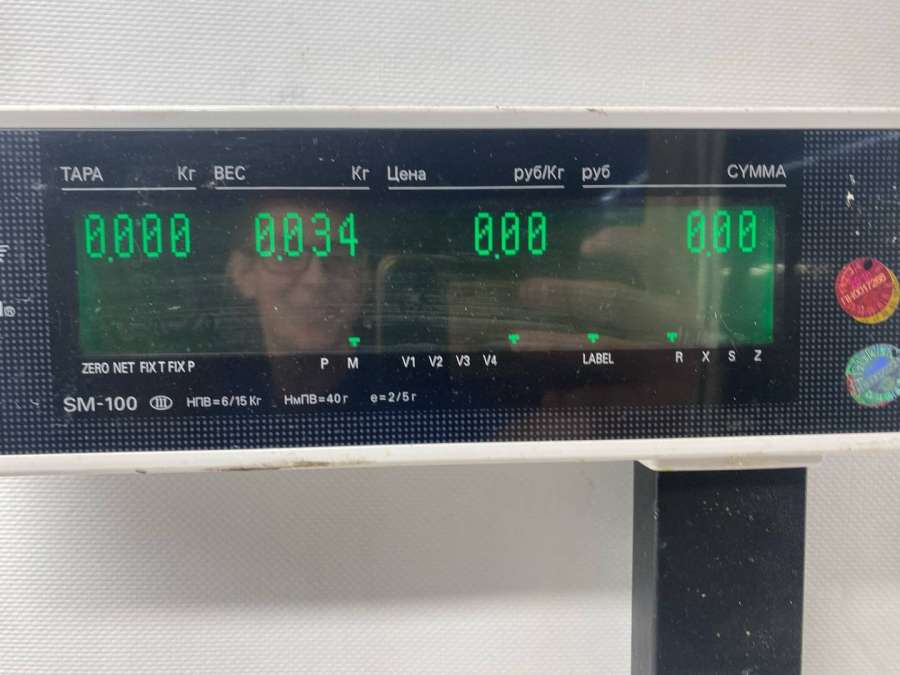 ТАРА Кг ВЕС Кг Цена руб/Кг руб СУММА
0.000 0.034 0.00 0.00
ZERO NET FIX T FIX P P M V1 V2 V3 V4 LABEL R X S Z
SM-100 III НПВ=6/15 Кг НмПВ=40 г e=2/5 г